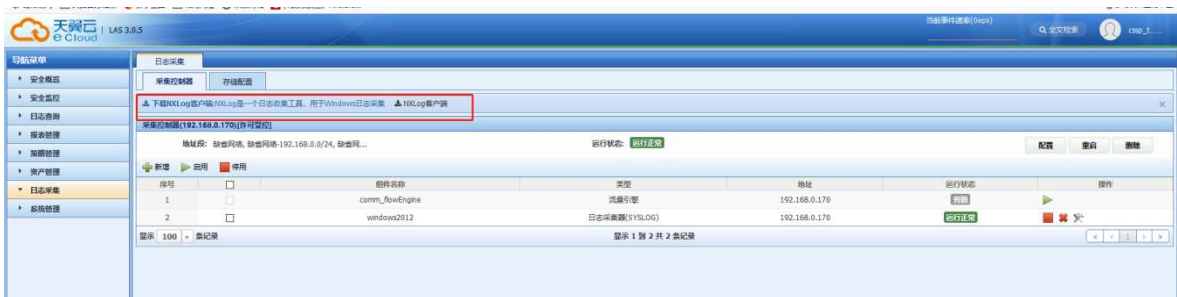 天翼云 | LAS 3.0.5
e Cloud
当前事件速率(0eps)
全文检索
csop_t......
导航菜单
安全概览
安全监控
日志查询
报表管理
策略管理
资产管理
日志采集
系统管理
日志采集
采集控制器 存储配置
下载NXLog客户端:NXLog是一个日志收集工具，用于Windows日志采集 NXLog客户端
采集控制器(192.168.0.170)[许可受控]
地址段: 缺省网络, 缺省网络-192.168.0.0/24, 缺省网...
运行状态: 运行正常
配置 重启 删除
新增 启用 停用
序号 组件名称 类型 地址 运行状态 操作
1 comm_flowEngine 流量引擎 192.168.0.170
2 windows2012 日志采集器(SYSLOG) 192.168.0.170 运行正常
显示 100 条记录 显示 1 到 2 共 2 条记录 1